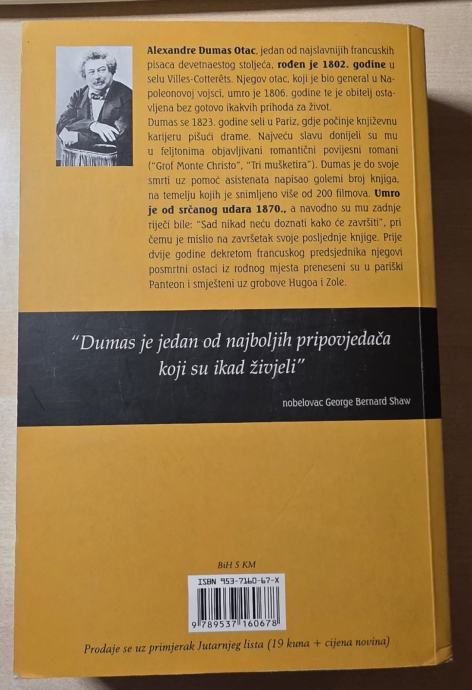 Alexandre Dumas Otac, jedan od najslavnijih francuskih
pisaca devetnaestog stoljeća, rođen je 1802. godine u
selu Villes-Cotterêts. Njegov otac, koji je bio general u Na-
poleonovoj vojsci, umro je 1806. godine te je obitelj osta-
vljena bez gotovo ikakvih prihoda za život.
Dumas se 1823. godine seli u Pariz, gdje počinje književnu
karijeru pišući drame. Najveću slavu donijeli su mu
u feljtonima objavljivani romantični povijesni romani
("Grof Monte Christo", "Tri mušketira"). Dumas je do svoje
smrti uz pomoć asistenata napisao golemi broj knjiga,
na temelju kojih je snimljeno više od 200 filmova. Umro
je od srčanog udara 1870., a navodno su mu zadnje
riječi bile: "Sad nikad neću doznati kako će završiti", pri
čemu je mislio na završetak svoje posljednje knjige. Prije
dvije godine dekretom francuskog predsjednika njegovi
posmrtni ostaci iz rodnog mjesta preneseni su u pariški
Panteon i smješteni uz grobove Hugoa i Zole.
"Dumas je jedan od najboljih pripovjedača
koji su ikad živjeli"
nobelovac George Bernard Shaw
BiH 5 KM
ISBN 953-7160-67-X
9 789537 160678
Prodaje se uz primjerak Jutarnjeg lista (19 kuna + cijena novina)